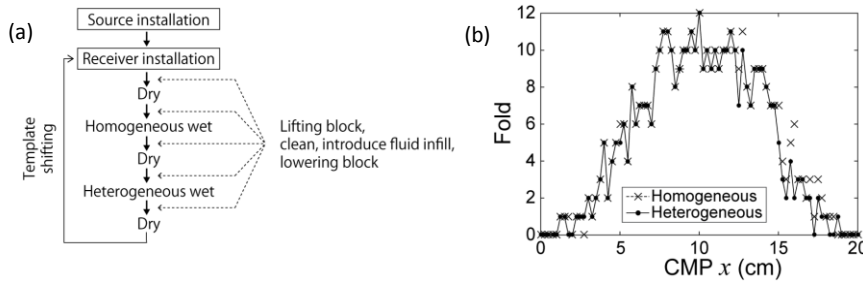 (a)
Source installation
Receiver installation
Dry
Homogeneous wet
Dry
Heterogeneous wet
Dry
Template
shifting
Lifting block,
clean, introduce fluid infill,
lowering block
(b)
Fold
12
10
8
6
4
2
0
Homogeneous
Heterogeneous
0 5 10 15 20
CMP x (cm)